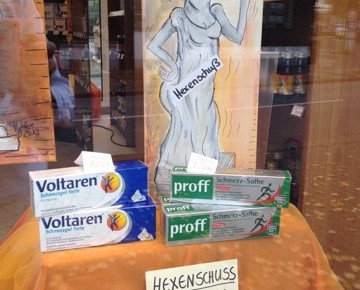 Hexenschuß
Voltaren
Schmerzgel forte
Voltaren
Schmerzgel forte
proff
Schmerz-Salbe
proff
Schmerz-Salbe
HEXENSCHUSS